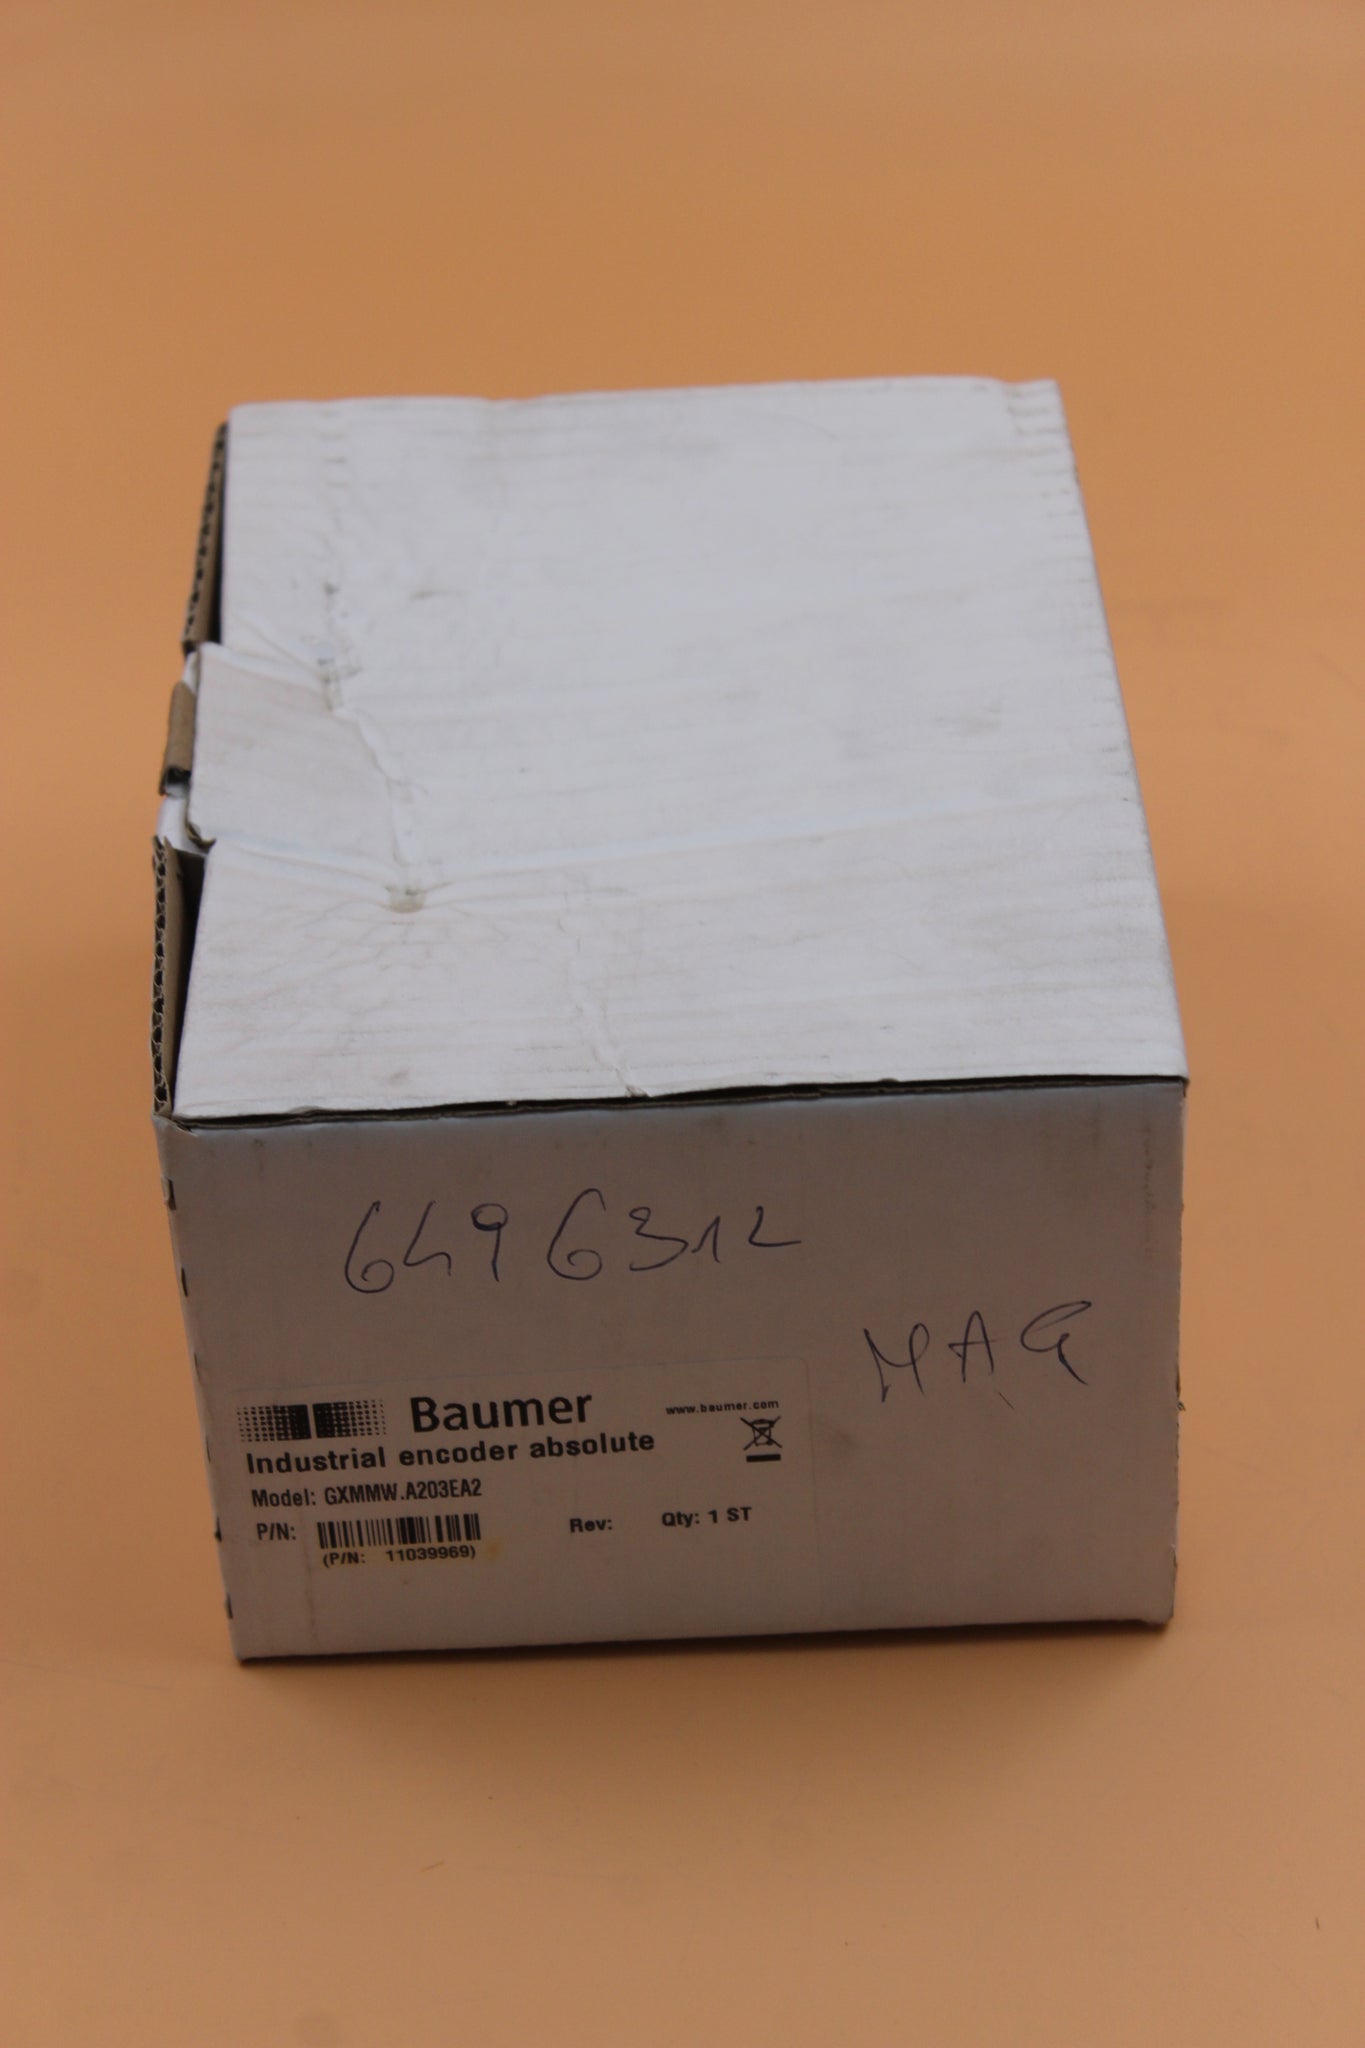 6496312
MAG
Baumer
www.baumer.com
Industrial encoder absolute
Model: GXMMW.A203EA2
P/N:
Rev:
Qty: 1 ST
(P/N: 11039969)